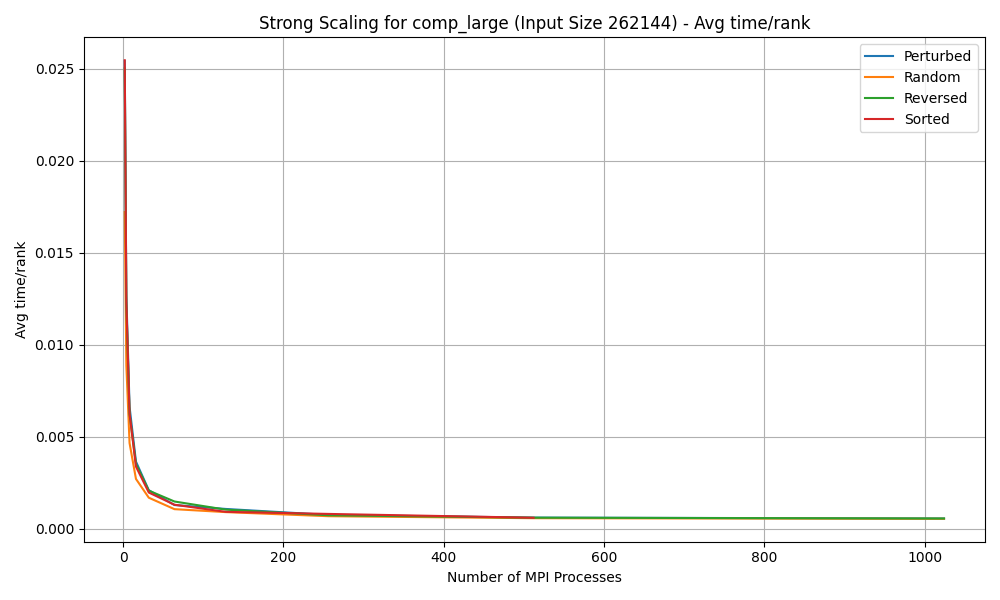 Strong Scaling for comp_large (Input Size 262144) - Avg time/rank
Perturbed
Random
Reversed
Sorted
Avg time/rank
0.025
0.020
0.015
0.010
0.005
0.000
0 200 400 600 800 1000
Number of MPI Processes